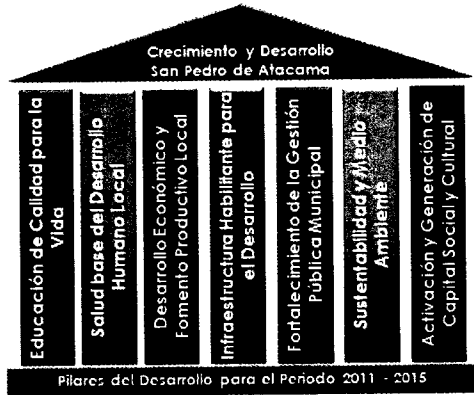 Crecimiento y Desarrollo
San Pedro de Atacama
Educación de Calidad para la
Vida
Salud base del Desarrollo
Humano Local
Desarrollo Económico y
Fomento Productivo Local
Infraestructura Habilitante para
el Desarrollo
Fortalecimiento de la Gestión
Pública Municipal
Sustentabilidad y Medio
Ambiente
Activación y Generación de
Capital Social y Cultural
Pilares del Desarrollo para el Periodo 2011 - 2015